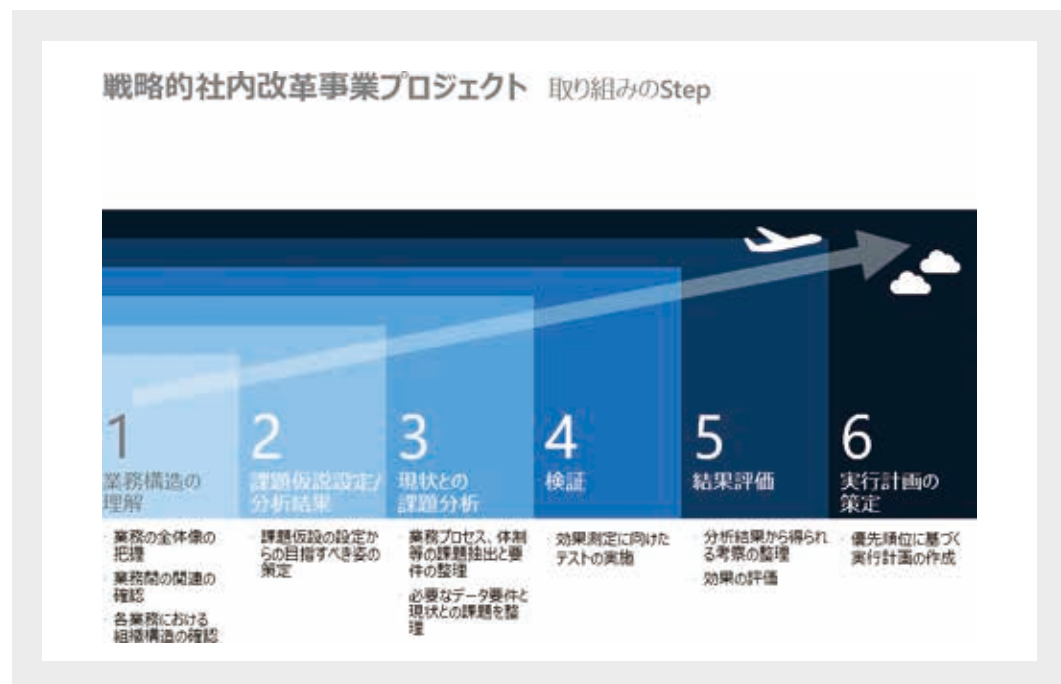 戦略的社内改革事業プロジェクト 取り組みのStep
1
業務構造の
理解
業務の全体像の
把握
業務間の関連の
確認
各業務における
組織構造の確認
2
課題仮説設定/
分析結果
課題仮設の設定か
らの目指すべき姿の
策定
3
現状との
課題分析
業務プロセス、体制
等の課題抽出と要
件の整理
必要なデータ要件と
現状との課題を整
理
4
検証
効果測定に向けた
テストの実施
5
結果評価
分析結果から得られ
る考察の整理
効果の評価
6
実行計画の
策定
優先順位に基づく
実行計画の作成